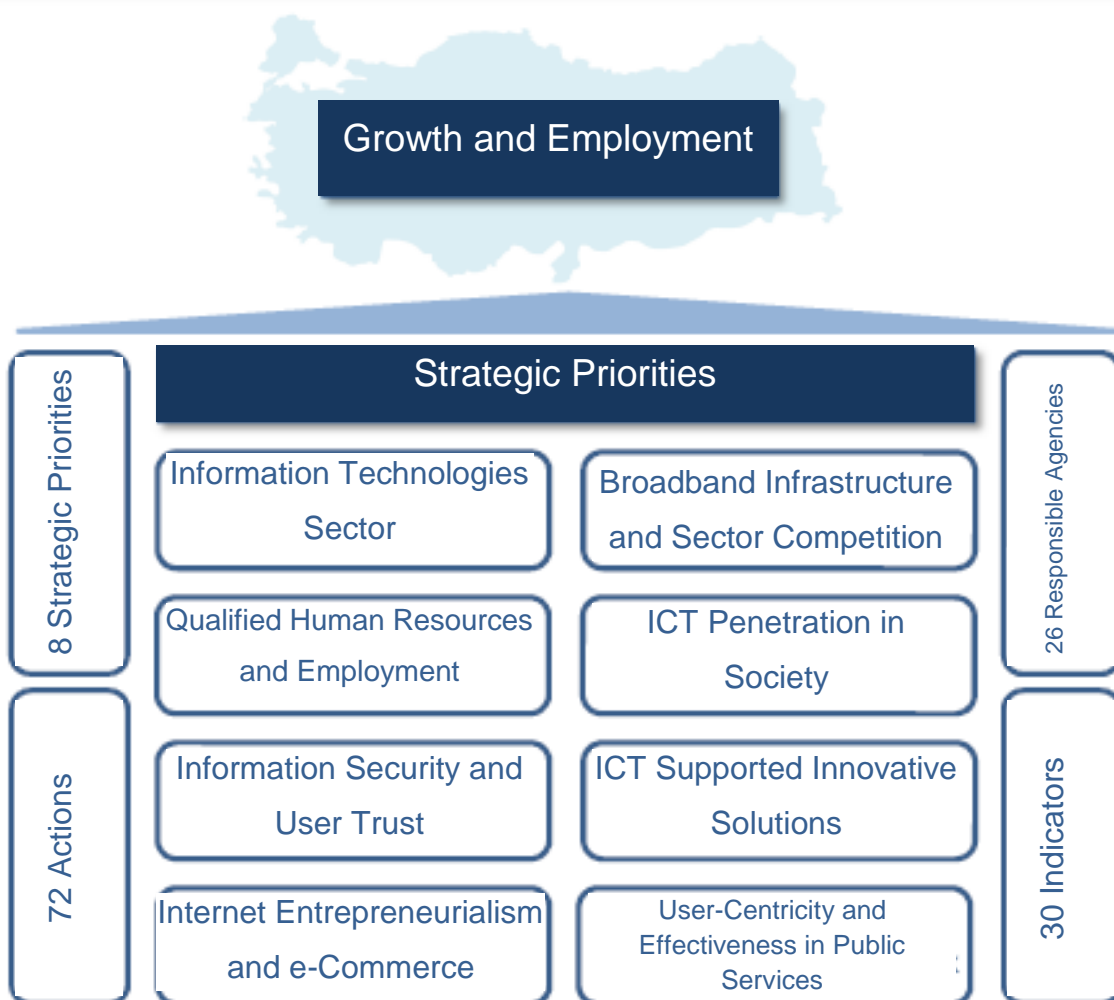 Growth and Employment
Strategic Priorities
8 Strategic Priorities
72 Actions
Information Technologies
Sector
Broadband Infrastructure
and Sector Competition
Qualified Human Resources
and Employment
ICT Penetration in
Society
Information Security and
User Trust
ICT Supported Innovative
Solutions
Internet Entrepreneurialism
and e-Commerce
User-Centricity and
Effectiveness in Public
Services
26 Responsible Agencies
30 Indicators